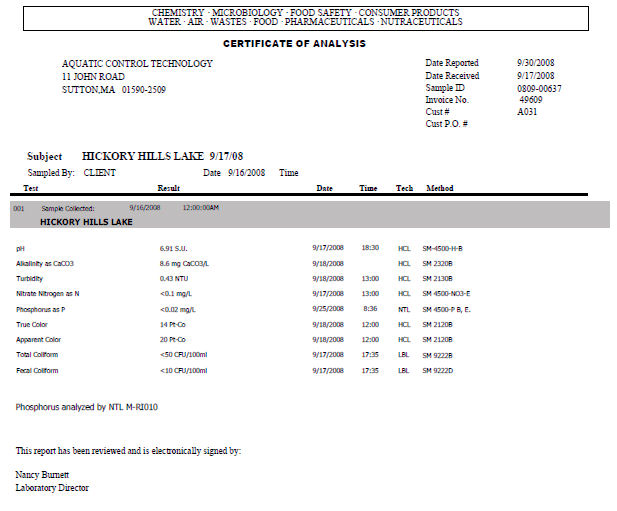 CHEMISTRY · MICROBIOLOGY · FOOD SAFETY · CONSUMER PRODUCTS
WATER · AIR · WASTES · FOOD · PHARMACEUTICALS · NUTRACEUTICALS
CERTIFICATE OF ANALYSIS
AQUATIC CONTROL TECHNOLOGY Date Reported 9/30/2008
11 JOHN ROAD Date Received 9/17/2008
SUTTON,MA 01590-2509 Sample ID 0809-00637
Invoice No. 49609
Cust # A031
Cust P.O. #
Subject HICKORY HILLS LAKE 9/17/08
Sampled By: CLIENT Date 9/16/2008 Time
Test Result Date Time Tech Method
001 Sample Collected: 9/16/2008 12:00:00AM
HICKORY HILLS LAKE
pH 6.91 S.U. 9/17/2008 18:30 HCL SM-4500-H-B
Alkalinity as CaCO3 8.6 mg CaCO3/L 9/18/2008 HCL SM 2320B
Turbidity 0.43 NTU 9/18/2008 13:00 HCL SM 2130B
Nitrate Nitrogen as N <0.1 mg/L 9/17/2008 13:00 HCL SM 4500-NO3-E
Phosphorus as P <0.02 mg/L 9/25/2008 8:36 NTL SM 4500-P B, E.
True Color 14 Pt-Co 9/18/2008 12:00 HCL SM 2120B
Apparent Color 20 Pt-Co 9/18/2008 12:00 HCL SM 2120B
Total Coliform <50 CFU/100ml 9/17/2008 17:35 LBL SM 9222B
Fecal Coliform <10 CFU/100ml 9/17/2008 17:35 LBL SM 9222D
Phosphorus analyzed by NTL M-RI010
This report has been reviewed and is electronically signed by:
Nancy Burnett
Laboratory Director